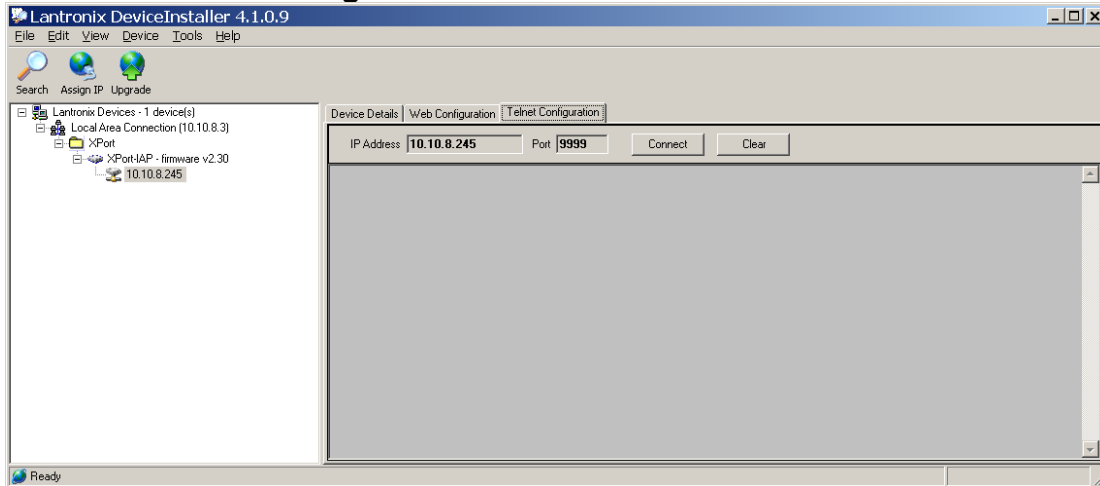 Lantronix DeviceInstaller 4.1.0.9
File Edit View Device Tools Help
Search Assign IP Upgrade
Lantronix Devices - 1 device(s)
Local Area Connection (10.10.8.3)
XPort
XPort-IAP - firmware v2.30
10.10.8.245
Device Details Web Configuration Telnet Configuration
IP Address 10.10.8.245 Port 9999 Connect Clear
Ready